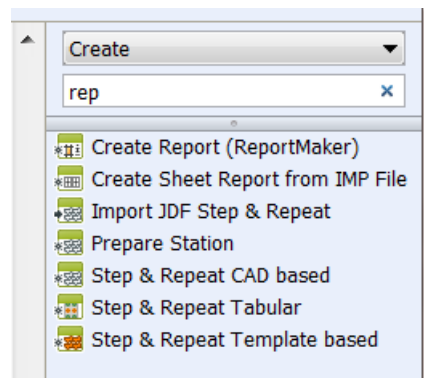 Create
rep
Create Report (ReportMaker)
Create Sheet Report from IMP File
Import JDF Step & Repeat
Prepare Station
Step & Repeat CAD based
Step & Repeat Tabular
Step & Repeat Template based